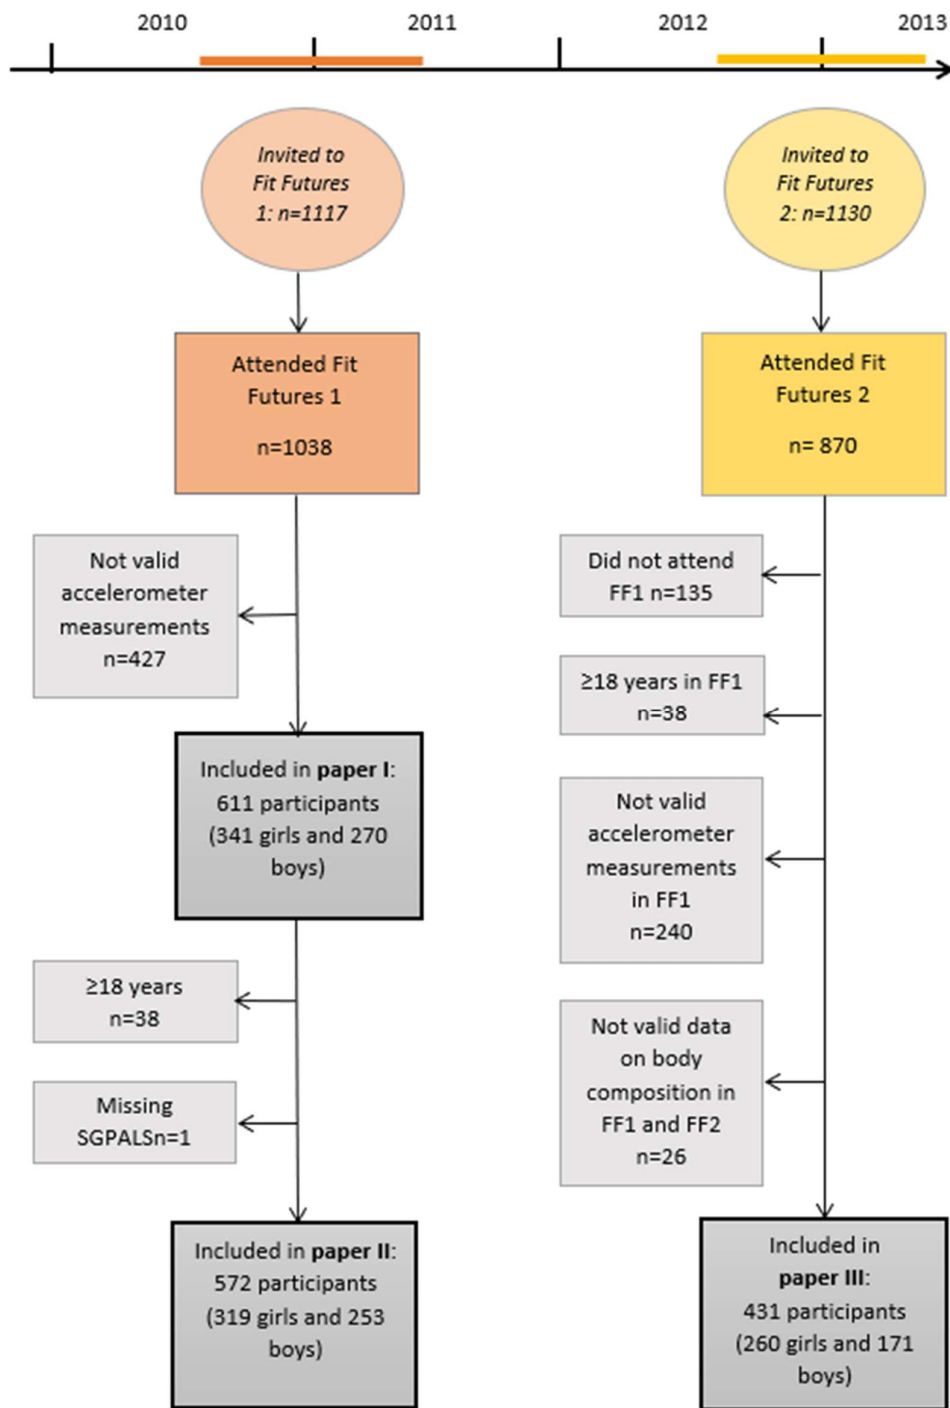 2010
2011
2012
2013
Invited to
Fit Futures
1: n=1117
Attended Fit
Futures 1
n=1038
Not valid
accelerometer
measurements
n=427
Included in paper I:
611 participants
(341 girls and 270
boys)
≥18 years
n=38
Missing
SGPALSn=1
Included in paper II:
572 participants
(319 girls and 253
boys)
Invited to
Fit Futures
2: n=1130
Attended Fit
Futures 2
n= 870
Did not attend
FF1 n=135
≥18 years in FF1
n=38
Not valid
accelerometer
measurements
in FF1
n=240
Not valid data
on body
composition in
FF1 and FF2
n=26
Included in
paper III:
431 participants
(260 girls and 171
boys)